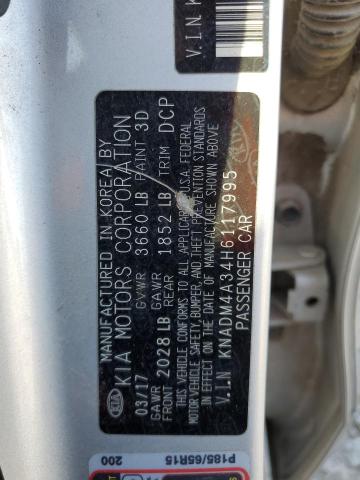 V.I.N K
MANUFACTURED IN KOREA BY
KIA MOTORS CORPORATION
03/17 GVWR 3660 LB PAINT 3D
GAWR FRONT 2028 LB GAWR REAR 1852 LB TRIM DCP
THIS VEHICLE CONFORMS TO ALL APPLICABLE U.S.A. FEDERAL
MOTOR VEHICLE SAFETY, BUMPER, AND THEFT PREVENTION STANDARDS
IN EFFECT ON THE DATE OF MANUFACTURE SHOWN ABOVE
V.I.N KNADM4A34H6117995
PASSENGER CAR
KIA
P185/65R15
200